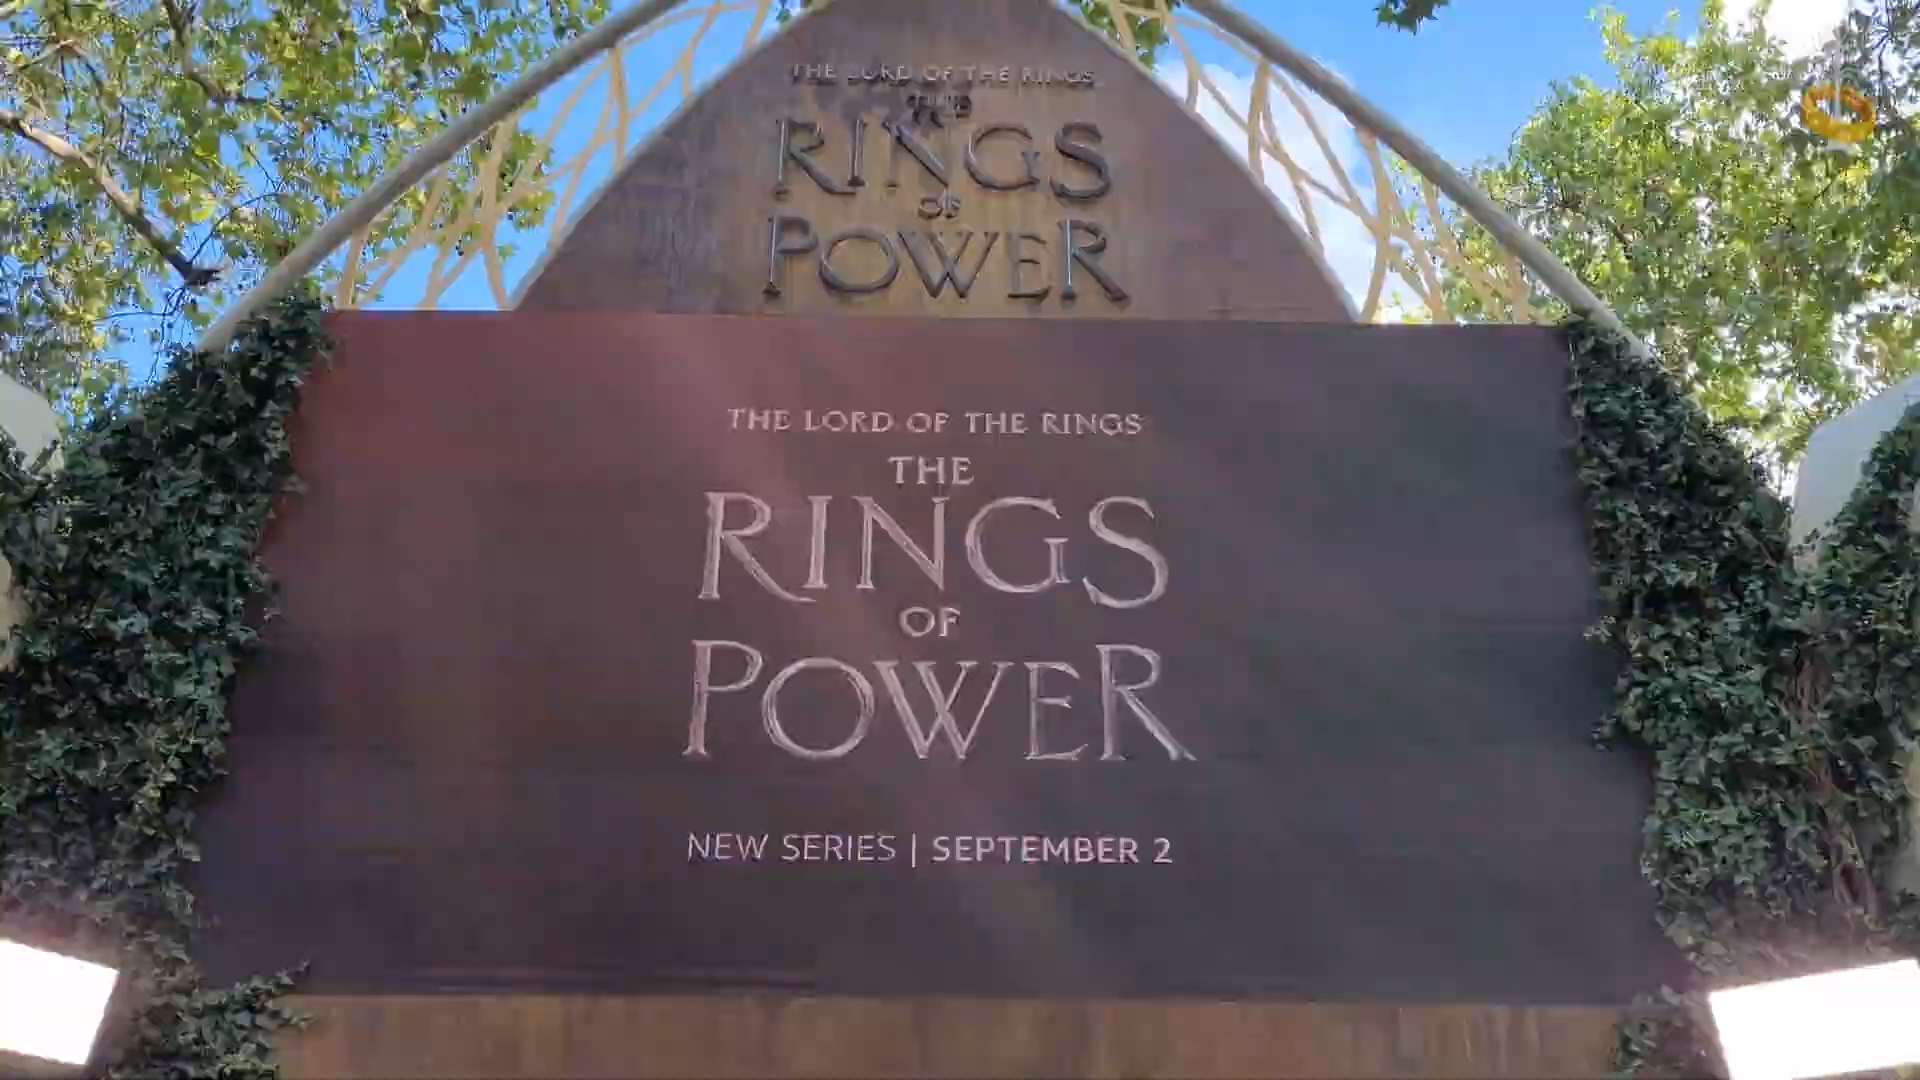 THE LORD OF THE RINGS
THE
RINGS
OF
POWER
THE LORD OF THE RINGS
THE
RINGS
OF
POWER
NEW SERIES | SEPTEMBER 2